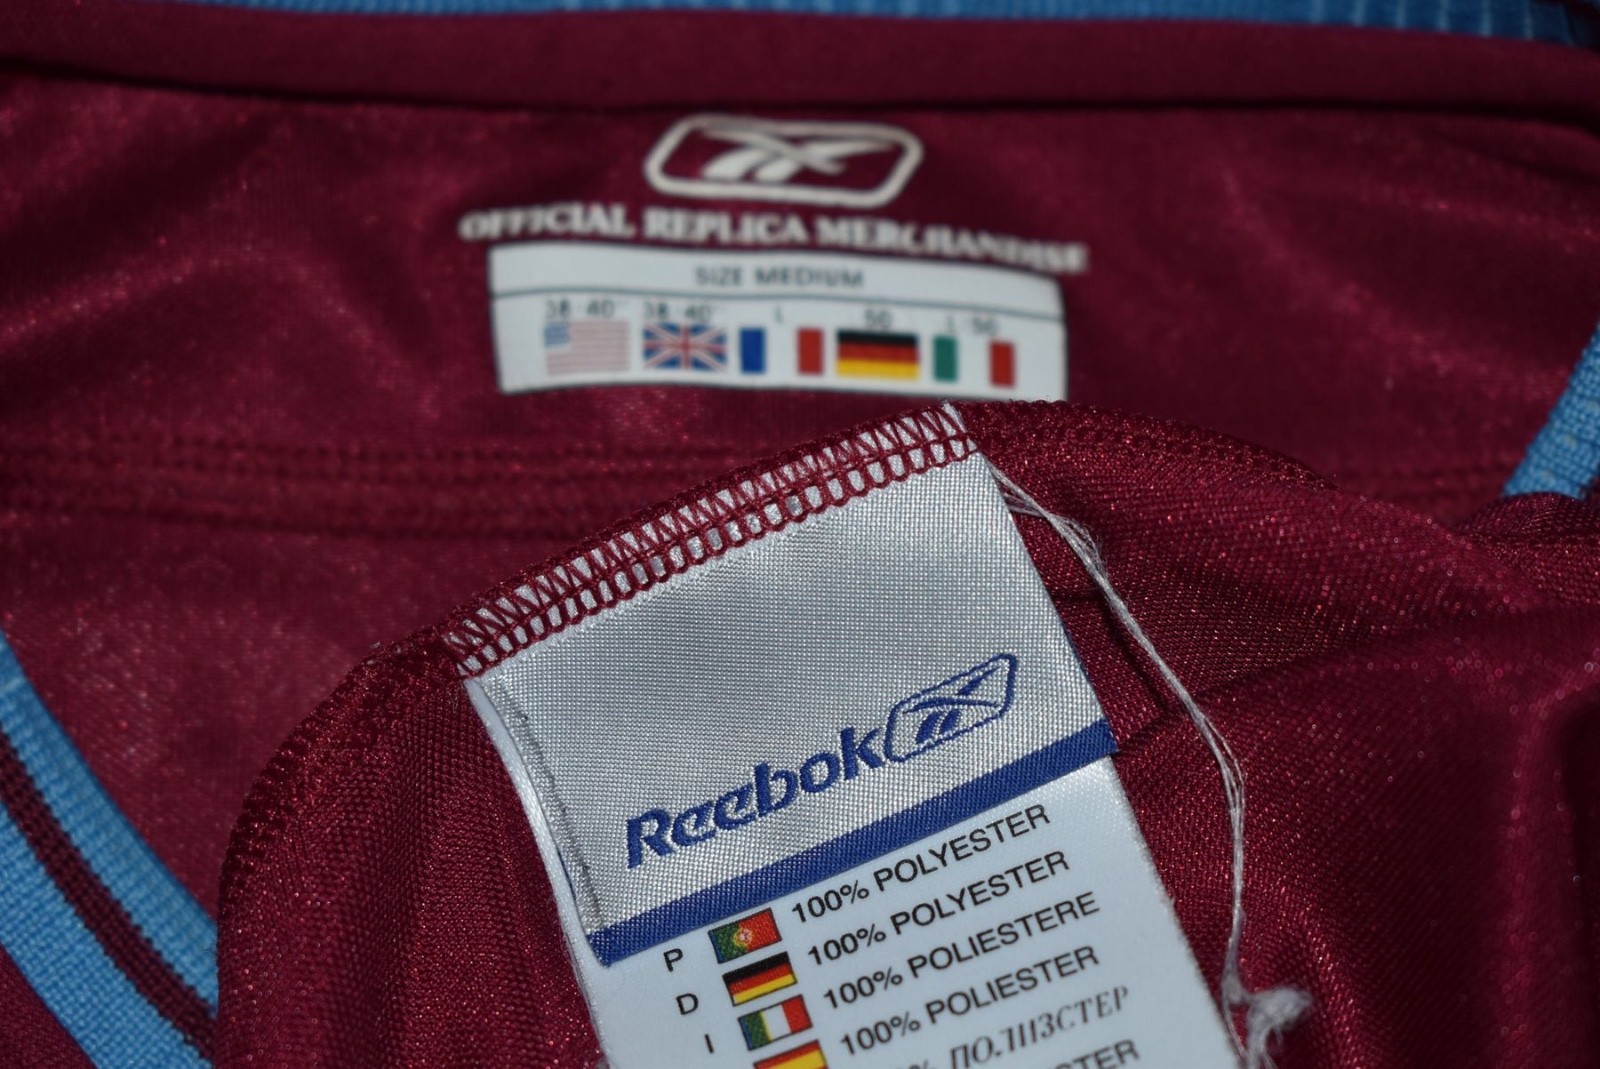 OFFICIAL REPLICA MERCHANDISE
SIZE MEDIUM
38-40" 38-40" L 50 L/50
Reebok
P 100% POLYESTER
D 100% POLYESTER
I 100% POLIESTERE
100% POLIESTER
% ПОЛИЭСТЕР
ESTER